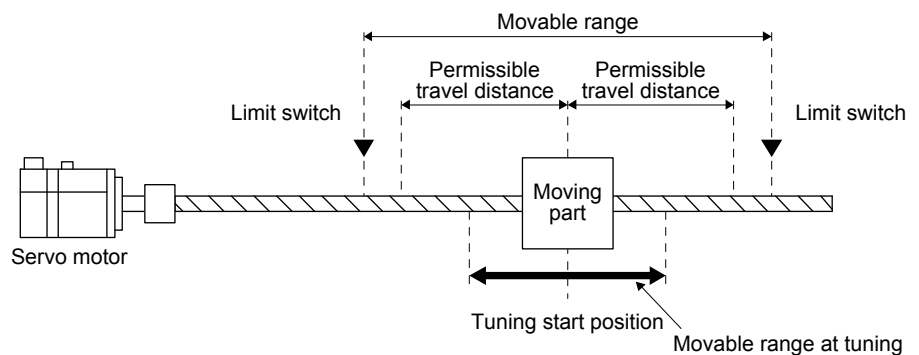 Movable range
Permissible
travel distance
Permissible
travel distance
Limit switch
Limit switch
Moving
part
Servo motor
Tuning start position
Movable range at tuning